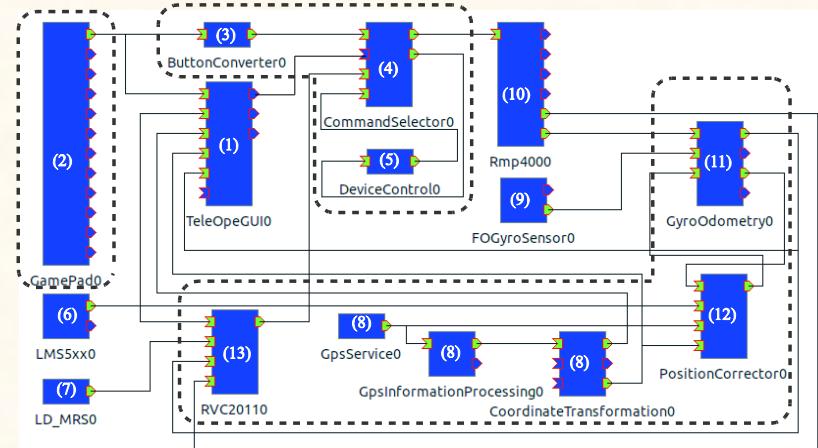 (3)
ButtonConverter0
(2)
GamePad0
(1)
TeleOpeGUI0
(4)
CommandSelector0
(5)
DeviceControl0
(10)
Rmp4000
(9)
FOGyroSensor0
(11)
GyroOdometry0
(6)
LMS5xx0
(7)
LD_MRS0
(13)
RVC20110
(8)
GpsService0
(8)
GpsInformationProcessing0
(8)
CoordinateTransformation0
(12)
PositionCorrector0